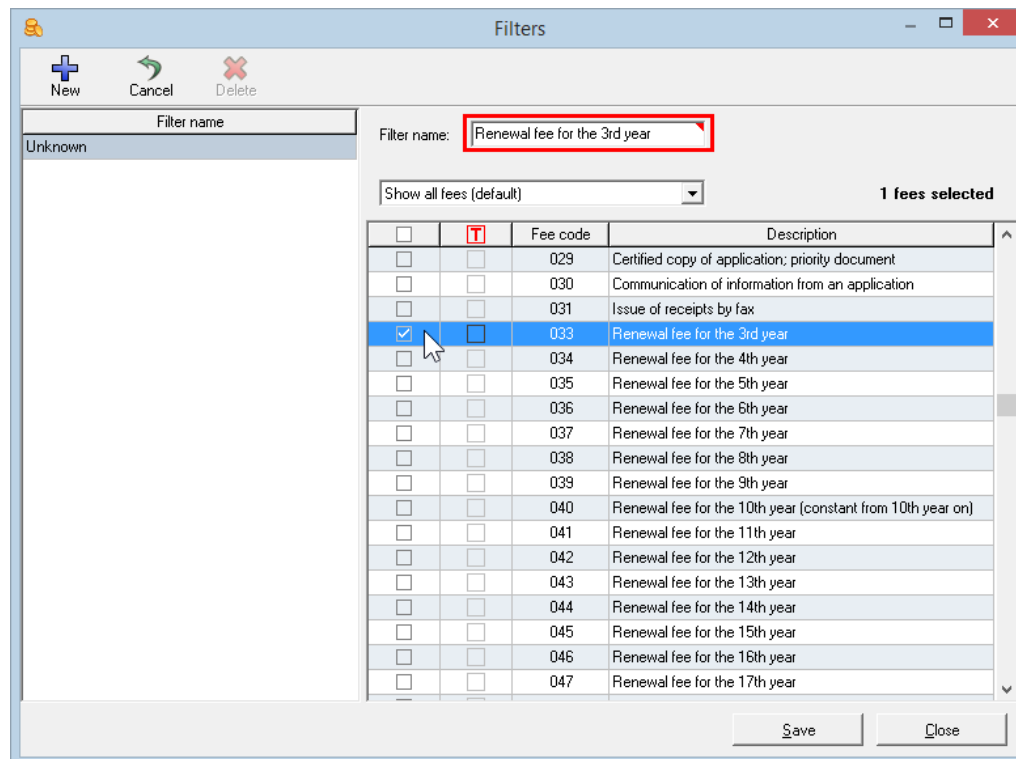 Filters
New Cancel Delete
Filter name
Unknown
Filter name: Renewal fee for the 3rd year
Show all fees (default) 1 fees selected
T Fee code Description
029 Certified copy of application; priority document
030 Communication of information from an application
031 Issue of receipts by fax
033 Renewal fee for the 3rd year
034 Renewal fee for the 4th year
035 Renewal fee for the 5th year
036 Renewal fee for the 6th year
037 Renewal fee for the 7th year
038 Renewal fee for the 8th year
039 Renewal fee for the 9th year
040 Renewal fee for the 10th year (constant from 10th year on)
041 Renewal fee for the 11th year
042 Renewal fee for the 12th year
043 Renewal fee for the 13th year
044 Renewal fee for the 14th year
045 Renewal fee for the 15th year
046 Renewal fee for the 16th year
047 Renewal fee for the 17th year
Save Close